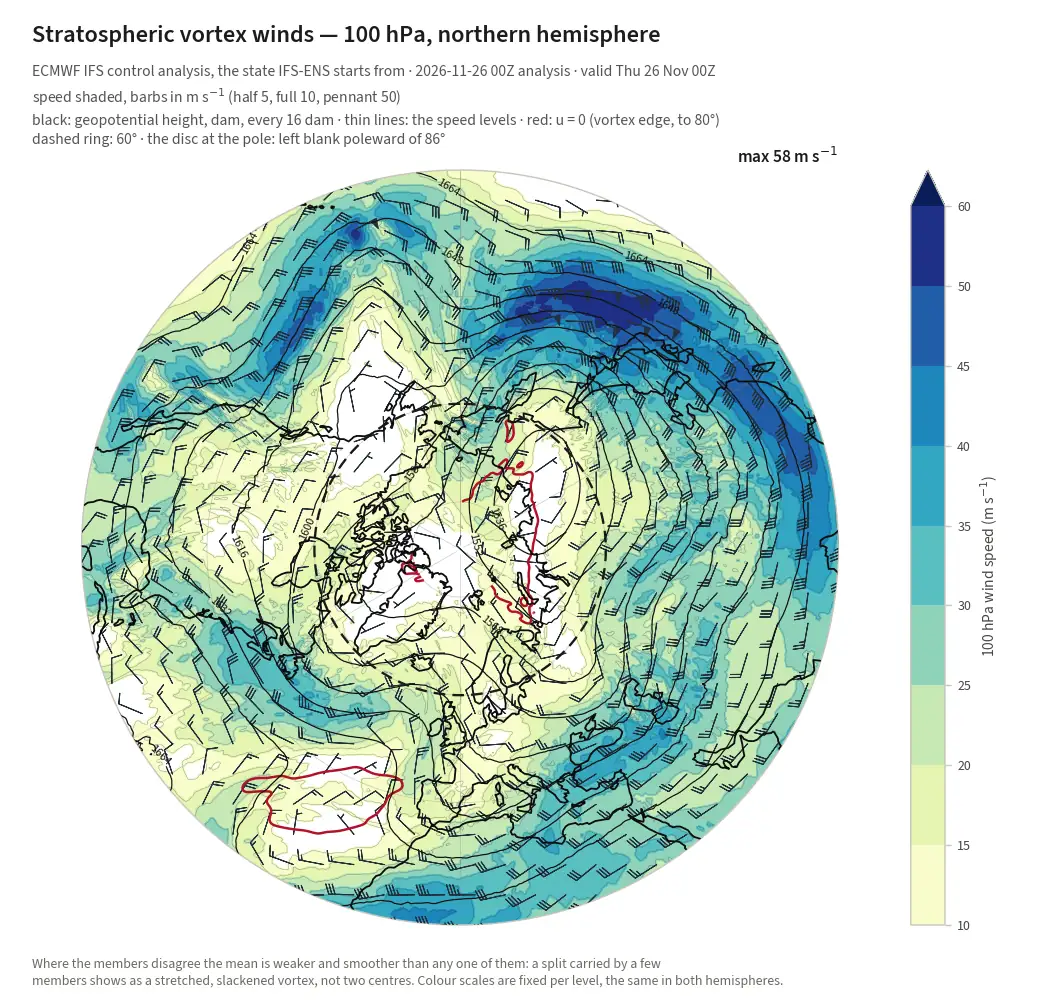 Stratospheric vortex winds — 100 hPa, northern hemisphere
ECMWF IFS control analysis, the state IFS-ENS starts from · 2026-11-26 00Z analysis · valid Thu 26 Nov 00Z
speed shaded, barbs in m s⁻¹ (half 5, full 10, pennant 50)
black: geopotential height, dam, every 16 dam · thin lines: the speed levels · red: u = 0 (vortex edge, to 80°)
dashed ring: 60° · the disc at the pole: left blank poleward of 86°
max 58 m s⁻¹
1664
1664
1648
1664
1600
1616
1664
60
50
45
40
35
30
25
20
15
10
100 hPa wind speed (m s⁻¹)
Where the members disagree the mean is weaker and smoother than any one of them: a split carried by a few
members shows as a stretched, slackened vortex, not two centres. Colour scales are fixed per level, the same in both hemispheres.